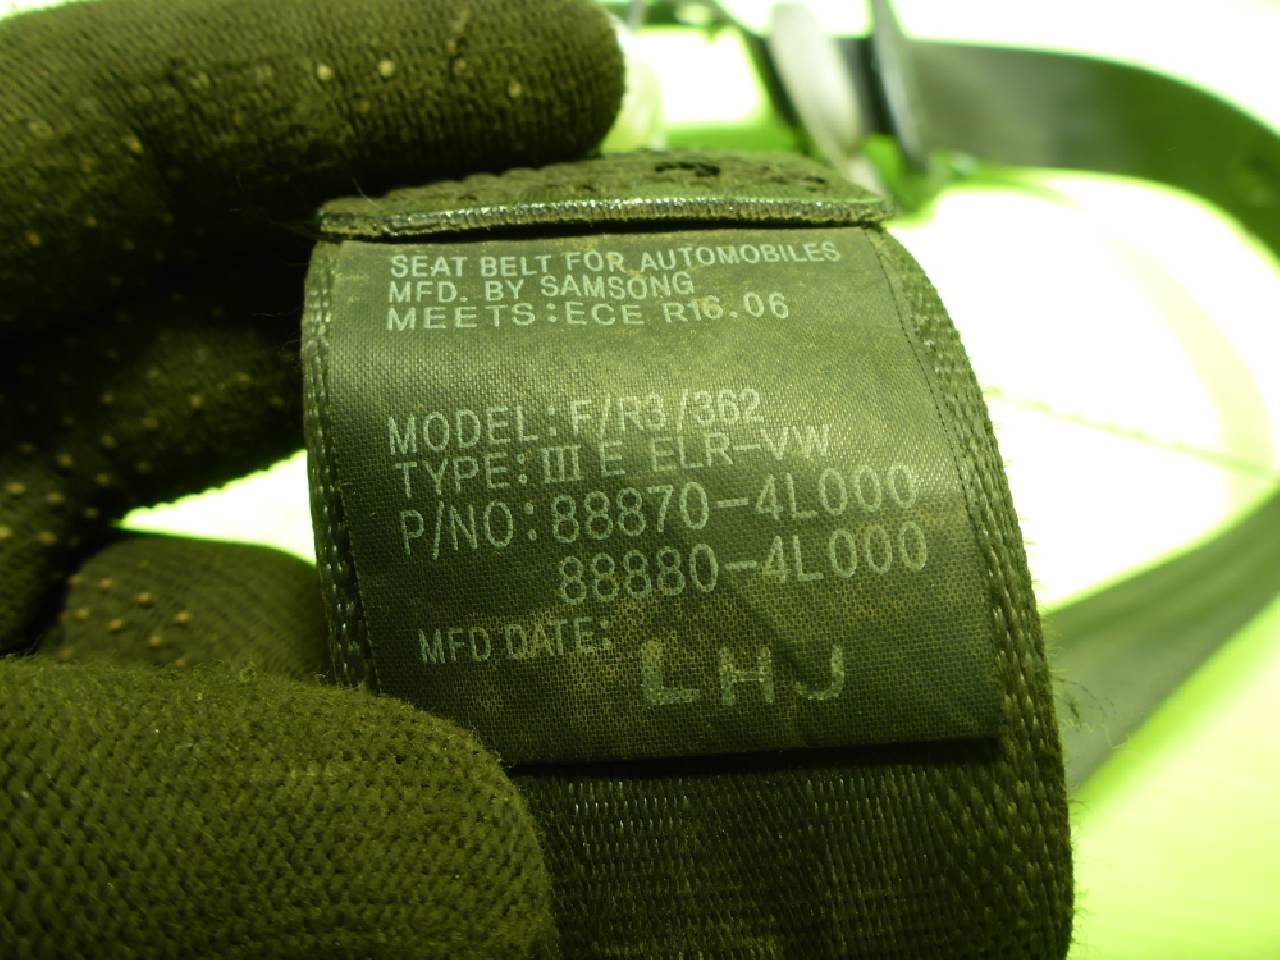 SEAT BELT FOR AUTOMOBILES
MFD. BY SAMSONG
MEETS:ECE R16.06
MODEL:F/R3/362
TYPE:III E ELR-VW
P/NO:88870-4L000
88880-4L000
MFD DATE: LHJ